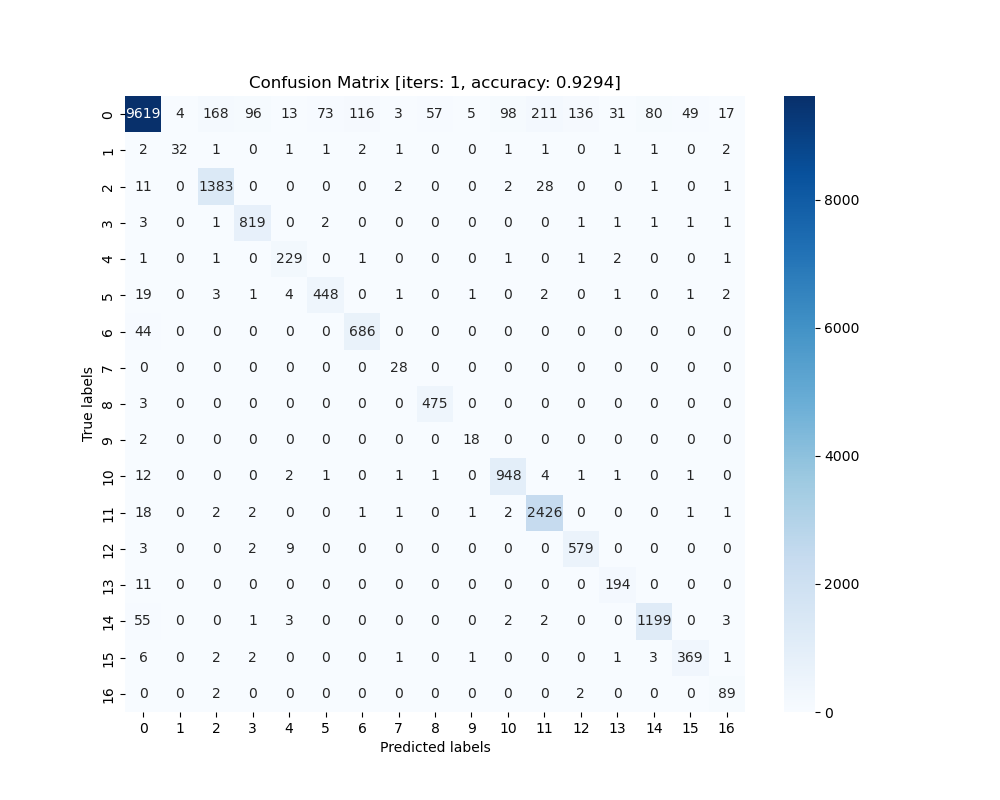 Confusion Matrix [iters: 1, accuracy: 0.9294]
0 9619 4 168 96 13 73 116 3 57 5 98 211 136 31 80 49 17
1 2 32 1 0 1 1 2 1 0 0 1 1 0 1 1 0 2
2 11 0 1383 0 0 0 0 2 0 0 2 28 0 0 1 0 1
3 3 0 1 819 0 2 0 0 0 0 0 0 1 1 1 1 1
4 1 0 1 0 229 0 1 0 0 0 1 0 1 2 0 0 1
5 19 0 3 1 4 448 0 1 0 1 0 2 0 1 0 1 2
6 44 0 0 0 0 0 686 0 0 0 0 0 0 0 0 0 0
7 0 0 0 0 0 0 0 28 0 0 0 0 0 0 0 0 0
8 3 0 0 0 0 0 0 0 475 0 0 0 0 0 0 0 0
9 2 0 0 0 0 0 0 0 0 18 0 0 0 0 0 0 0
10 12 0 0 0 2 1 0 1 1 0 948 4 1 1 0 1 0
11 18 0 2 2 0 0 1 1 0 1 2 2426 0 0 0 1 1
12 3 0 0 2 9 0 0 0 0 0 0 0 579 0 0 0 0
13 11 0 0 0 0 0 0 0 0 0 0 0 0 194 0 0 0
14 55 0 0 1 3 0 0 0 0 0 2 2 0 0 1199 0 3
15 6 0 2 2 0 0 0 1 0 1 0 0 0 1 3 369 1
16 0 0 2 0 0 0 0 0 0 0 0 0 2 0 0 0 89
0 1 2 3 4 5 6 7 8 9 10 11 12 13 14 15 16
Predicted labels
True labels
8000
6000
4000
2000
0